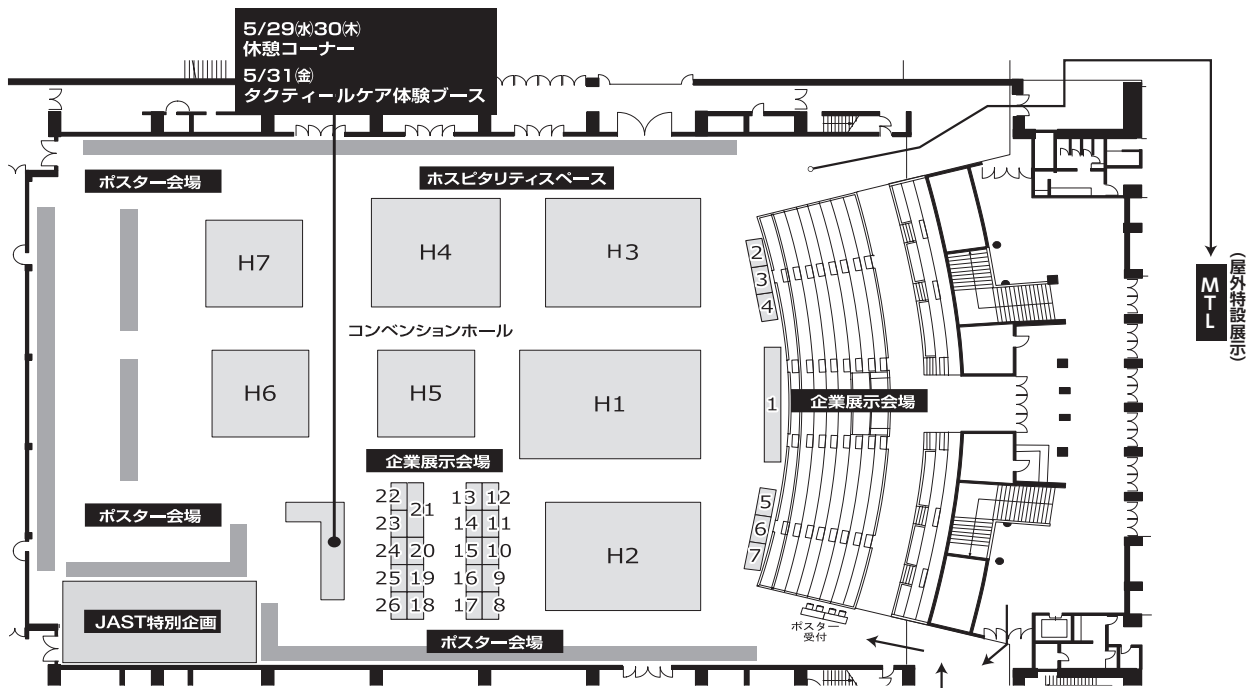 5/29㈬30㈭
休憩コーナー
5/31㈮
タクティールケア体験ブース
ポスター会場
ホスピタリティスペース
H7
H4
H3
2
3
4
MTL
（屋外特設展示）
コンベンションホール
H6
H5
H1
1
企業展示会場
企業展示会場
22
21
13
12
23
14
11
24
20
15
10
25
19
16
9
26
18
17
8
H2
5
6
7
ポスター会場
JAST特別企画
ポスター会場
ポスター
受付